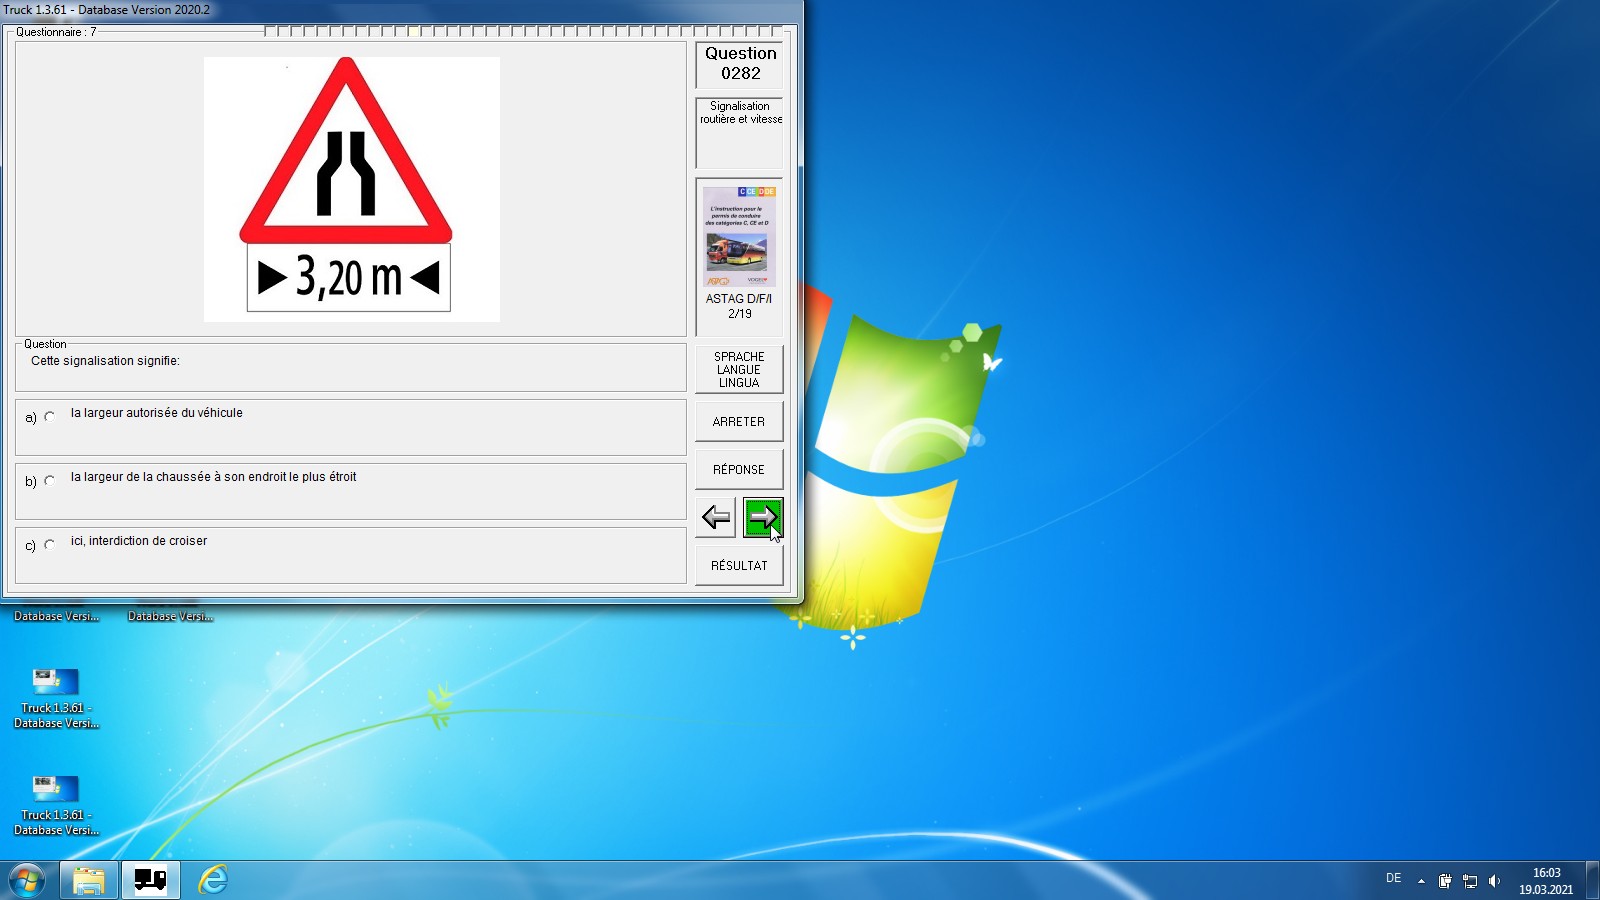 Truck 1.3.61 - Database Version 2020.2
Questionnaire : 7
3,20 m
Question
0282
Signalisation
routière et vitesse
C CE D DE
L'instruction pour le
permis de conduire
des catégories C, CE et D
ASTAG D/F/I
2/19
Question
Cette signalisation signifie:
a) la largeur autorisée du véhicule
b) la largeur de la chaussée à son endroit le plus étroit
c) ici, interdiction de croiser
SPRACHE
LANGUE
LINGUA
ARRETER
RÉPONSE
RÉSULTAT
Database Versi...
Database Versi...
Truck 1.3.61 -
Database Versi...
Truck 1.3.61 -
Database Versi...
DE
16:03
19.03.2021